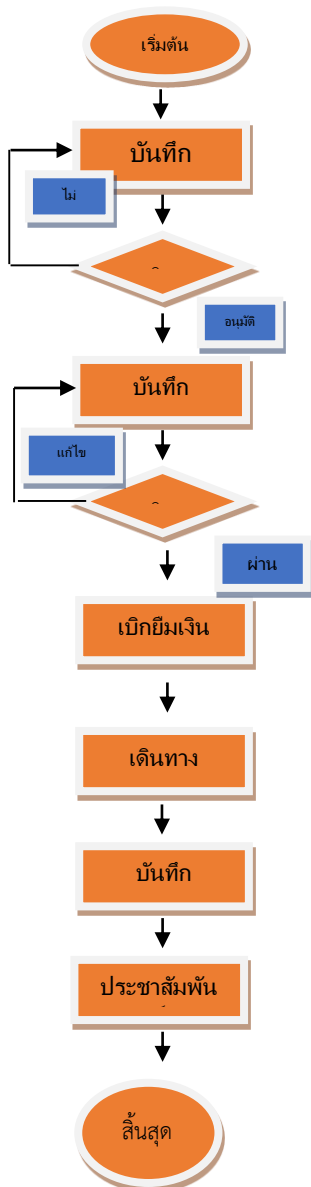 เริ่มต้น
บันทึก
ไม่
อนุมัติ
บันทึก
แก้ไข
ผ่าน
เบิกยืมเงิน
เดินทาง
บันทึก
ประชาสัมพัน
สิ้นสุด